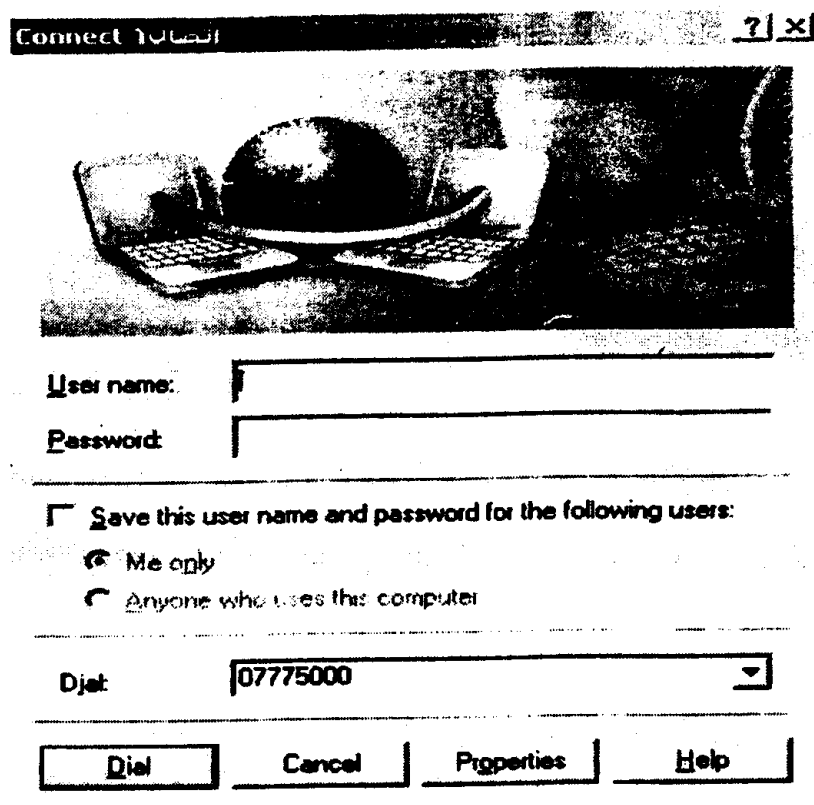 Connect اتصال1
? ×
User name:
Password:
Save this user name and password for the following users:
Me only
Anyone who uses this computer
Dial:
07775000
Dial Cancel Properties Help